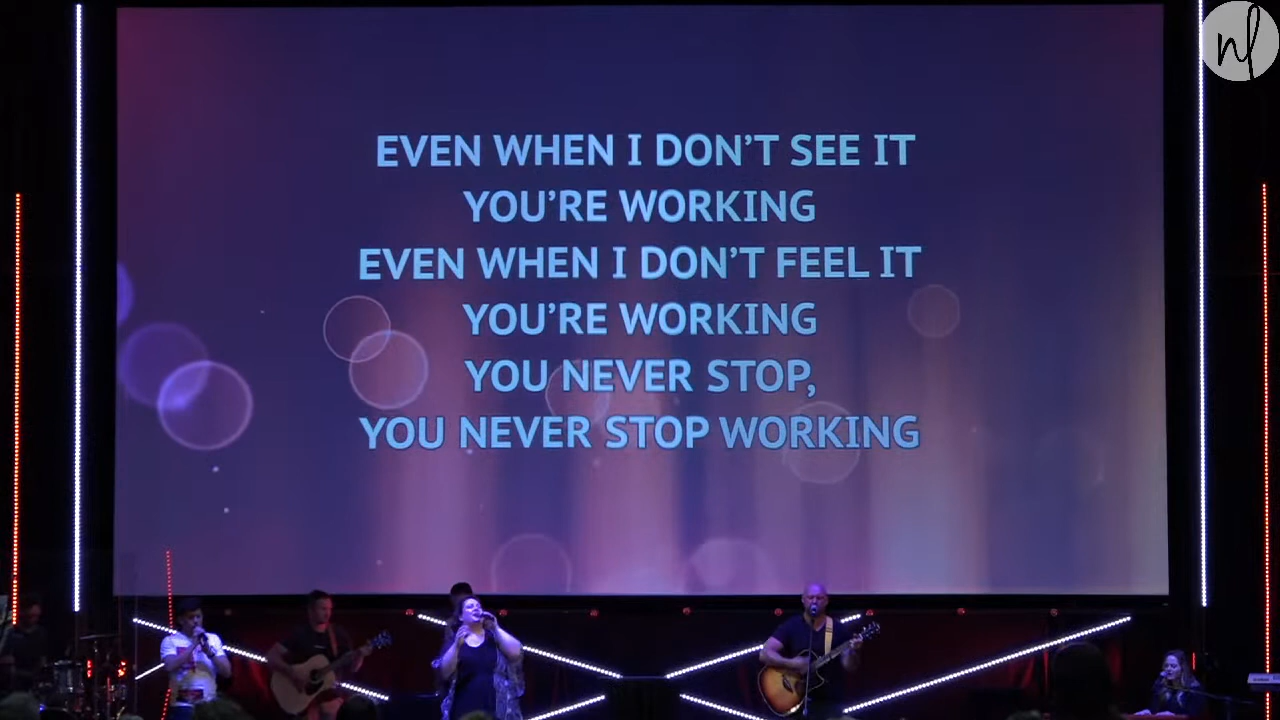 nl
EVEN WHEN I DON'T SEE IT
YOU'RE WORKING
EVEN WHEN I DON'T FEEL IT
YOU'RE WORKING
YOU NEVER STOP,
YOU NEVER STOP WORKING